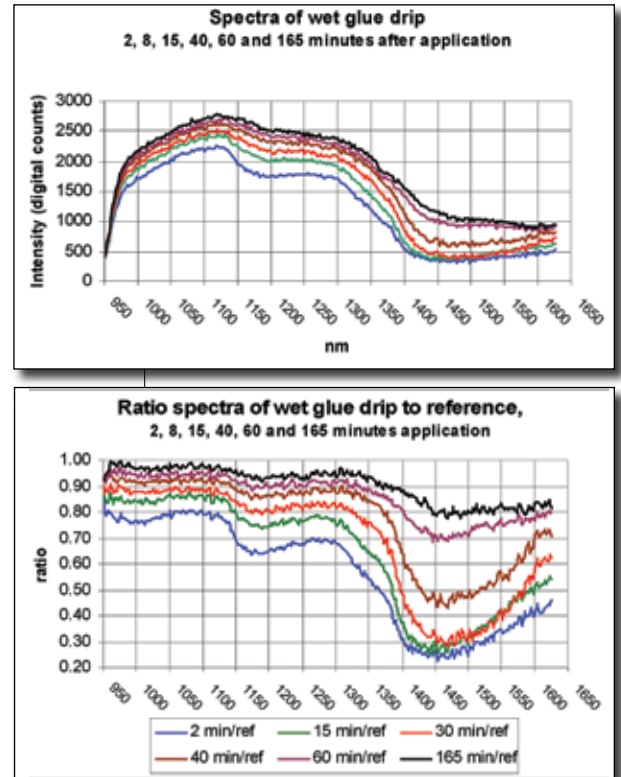 Spectra of wet glue drip
2, 8, 15, 40, 60 and 165 minutes after application
Intensity (digital counts)
3000
2500
2000
1500
1000
500
0
950 1000 1100 1150 1200 1250 1300 1350 1400 1450 1500 1550 1600 1650
nm
Ratio spectra of wet glue drip to reference,
2, 8, 15, 40, 60 and 165 minutes application
ratio
1.00
0.90
0.80
0.70
0.60
0.50
0.40
0.30
0.20
950 1000 1050 1100 1150 1200 1250 1300 1350 1400 1450 1500 1550 1600 1650
2 min/ref 15 min/ref 30 min/ref
40 min/ref 60 min/ref 165 min/ref